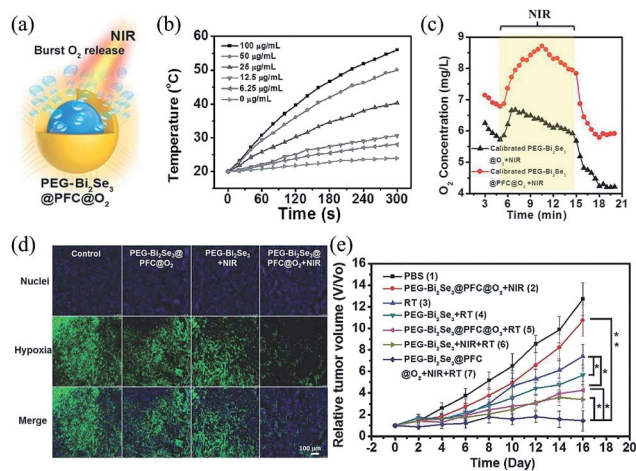 (a)
NIR
Burst O₂ release
PEG-Bi₂Se₃
@PFC@O₂
(b)
Temperature (°C)
60
50
40
30
20
100 μg/mL
50 μg/mL
25 μg/mL
12.5 μg/mL
6.25 μg/mL
0 μg/mL
0 60 120 180 240 300
Time (s)
(c)
NIR
O₂ Concentration (mg/L)
9
8
7
6
5
4
Calibrated PEG-Bi₂Se₃
@O₂+NIR
Calibrated PEG-Bi₂Se₃
@PFC@O₂+NIR
3 6 9 12 15 18 21
Time (min)
(d)
Control
PEG-Bi₂Se₃@
PFC@O₂
PEG-Bi₂Se₃
+NIR
PEG-Bi₂Se₃@
PFC@O₂+NIR
Nuclei
Hypoxia
Merge
100 μm
(e)
Relative tumor volume (V/Vo)
16
14
12
10
8
6
4
2
0
PBS (1)
PEG-Bi₂Se₃@PFC@O₂+NIR (2)
RT (3)
PEG-Bi₂Se₃+RT (4)
PEG-Bi₂Se₃@PFC@O₂+RT (5)
PEG-Bi₂Se₃+NIR+RT (6)
PEG-Bi₂Se₃@PFC
@O₂+NIR+RT (7)
* *
*
*
*
*
-2 0 2 4 6 8 10 12 14 16 18 20
Time (Day)